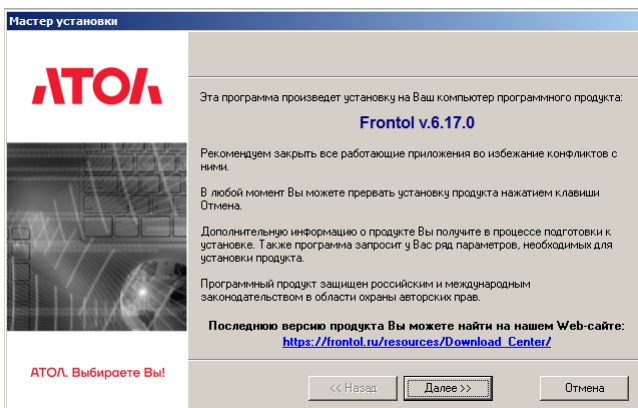 Мастер установки
АТОЛ
Эта программа произведет установку на Ваш компьютер программного продукта:
Frontol v.6.17.0
Рекомендуем закрыть все работающие приложения во избежание конфликтов с
ними.
В любой момент Вы можете прервать установку продукта нажатием клавиши
Отмена.
Дополнительную информацию о продукте Вы получите в процессе подготовки к
установке. Также программа запросит у Вас ряд параметров, необходимых для
установки продукта.
Программный продукт защищен российским и международным
законодательством в области охраны авторских прав.
Последнюю версию продукта Вы можете найти на нашем Web-сайте:
https://frontol.ru/resources/Download_Center/
АТОЛ. Выбираете Вы!
<< Назад
Далее >>
Отмена